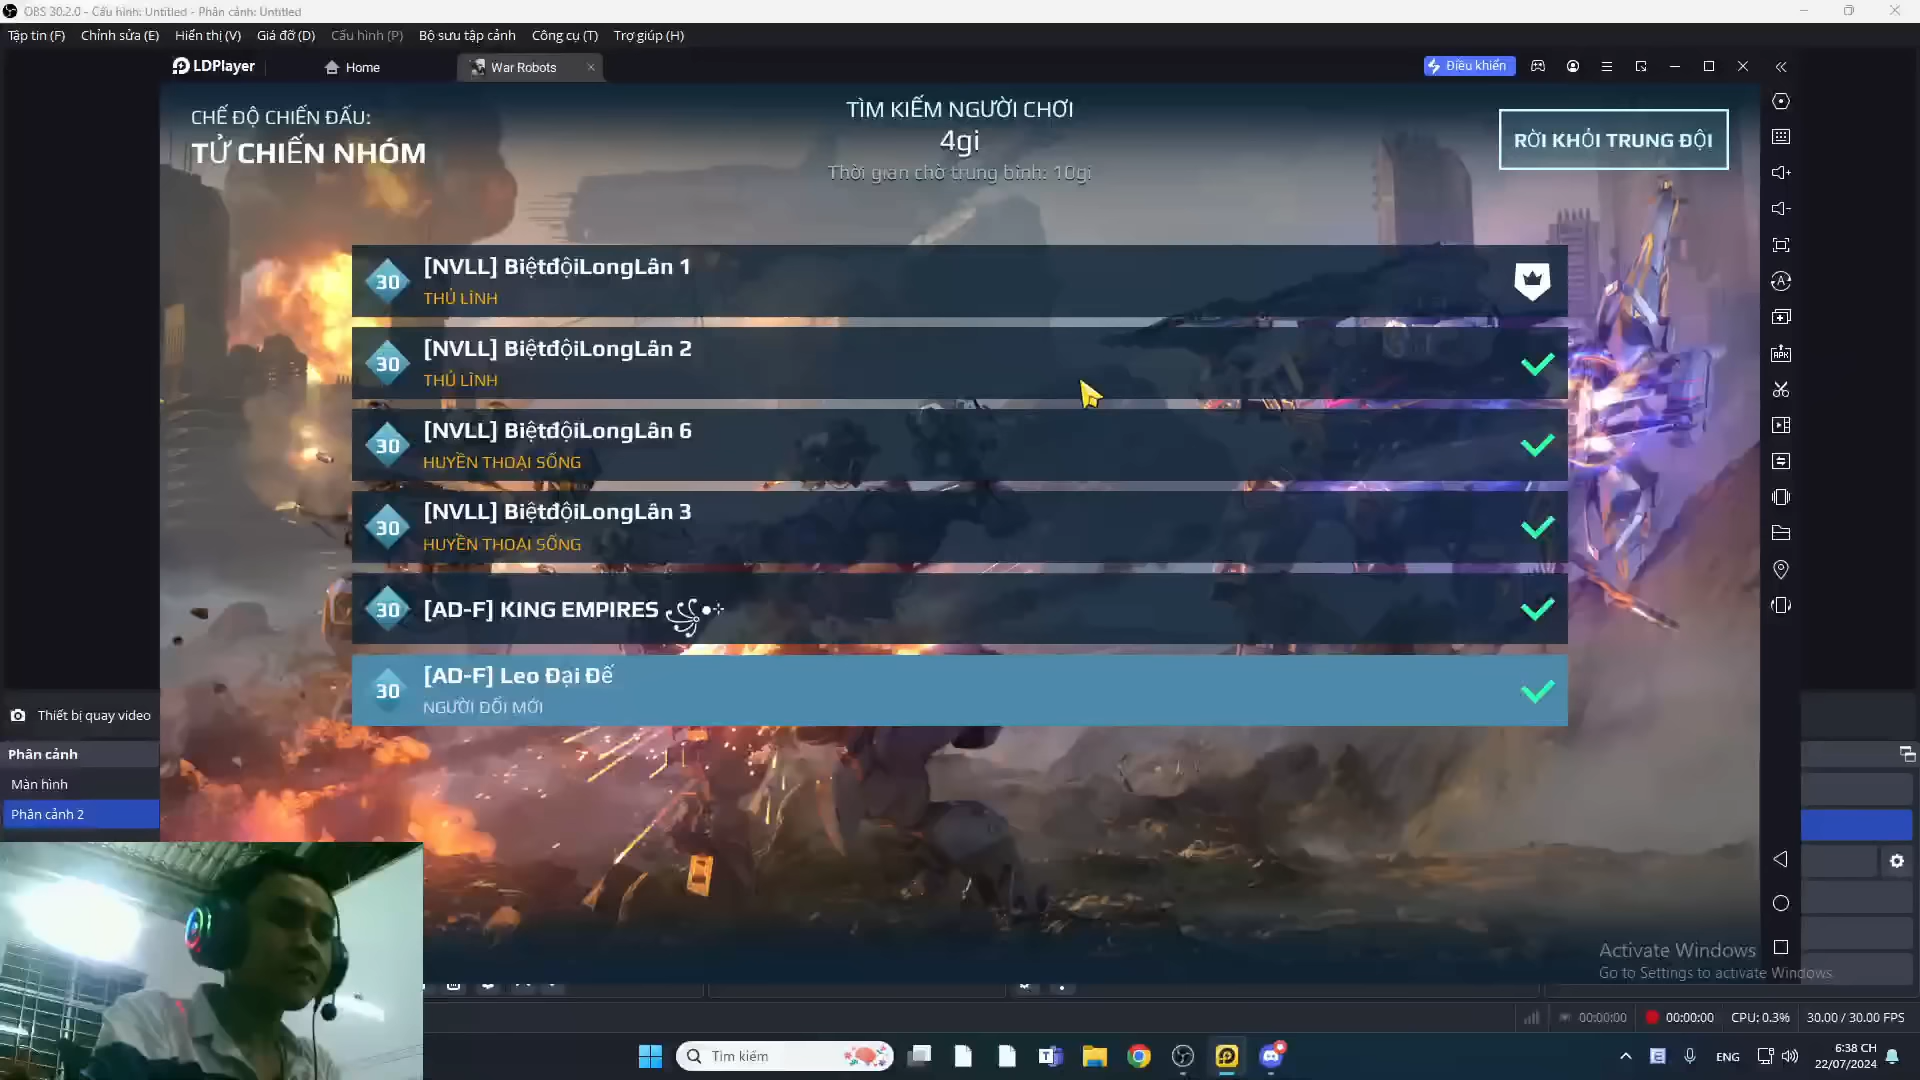 OBS 30.2.0 - Cấu hình: Untitled - Phân cảnh: Untitled
Tập tin (F) Chỉnh sửa (E) Hiển thị (V) Giá đỡ (D) Cấu hình (P) Bộ sưu tập cảnh Công cụ (T) Trợ giúp (H)
LDPlayer Home War Robots Điều khiển
CHẾ ĐỘ CHIẾN ĐẤU:
TỬ CHIẾN NHÓM
TÌM KIẾM NGƯỜI CHƠI
4gi
Thời gian chờ trung bình: 10gi
RỜI KHỎI TRUNG ĐỘI
30 [NVLL] BiệtđộiLongLân 1
THỦ LĨNH
30 [NVLL] BiệtđộiLongLân 2
THỦ LĨNH
30 [NVLL] BiệtđộiLongLân 6
HUYỀN THOẠI SỐNG
30 [NVLL] BiệtđộiLongLân 3
HUYỀN THOẠI SỐNG
30 [AD-F] KING EMPIRES
30 [AD-F] Leo Đại Đế
NGƯỜI ĐỔI MỚI
Thiết bị quay video
Phân cảnh
Màn hình
Phân cảnh 2
Activate Windows
Go to Settings to activate Windows.
00:00:00 00:00:00 CPU: 0.3% 30.00 / 30.00 FPS
Tìm kiếm
ENG
6:38 CH
22/07/2024